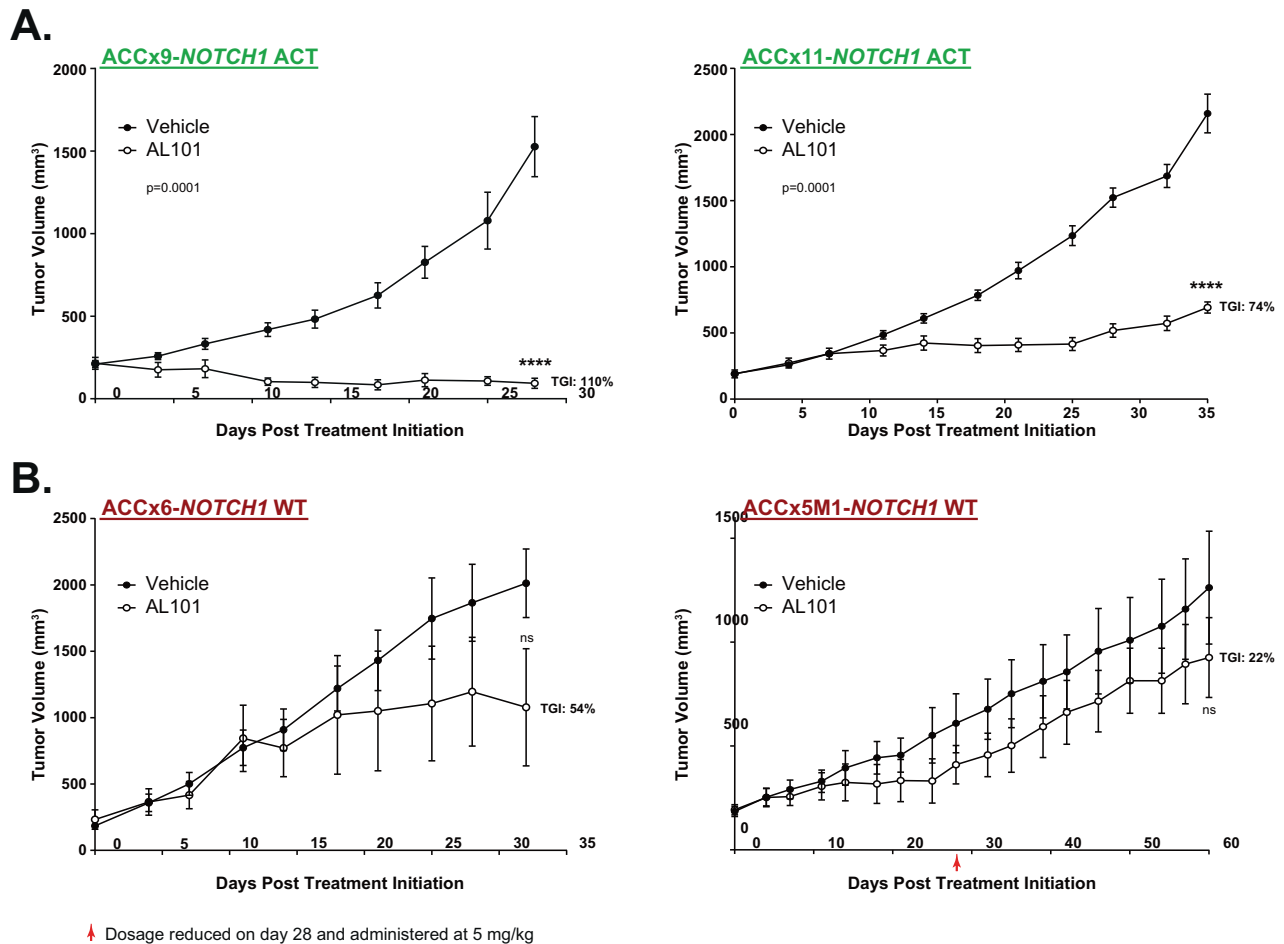 A.
ACCx9-NOTCH1 ACT
2000
1500
1000
500
0
Tumor Volume (mm³)
Vehicle
AL101
p=0.0001
****
TGI: 110%
0 5 10 15 20 25 30
Days Post Treatment Initiation
ACCx11-NOTCH1 ACT
2500
2000
1500
1000
500
0
Tumor Volume (mm³)
Vehicle
AL101
p=0.0001
****
TGI: 74%
0 5 10 15 20 25 30 35
Days Post Treatment Initiation
B.
ACCx6-NOTCH1 WT
2500
2000
1500
1000
500
0
Tumor Volume (mm³)
Vehicle
AL101
ns
TGI: 54%
0 5 10 15 20 25 30 35
Days Post Treatment Initiation
ACCx5M1-NOTCH1 WT
1500
1000
500
0
Tumor Volume (mm³)
Vehicle
AL101
TGI: 22%
ns
0 10 20 30 40 50 60
Days Post Treatment Initiation
Dosage reduced on day 28 and administered at 5 mg/kg